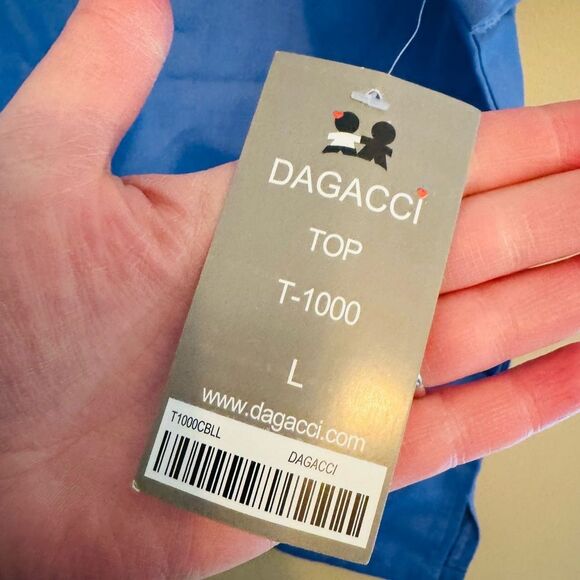 DAGACCI
TOP
T-1000
L
www.dagacci.com
T1000CBLL
DAGACCI